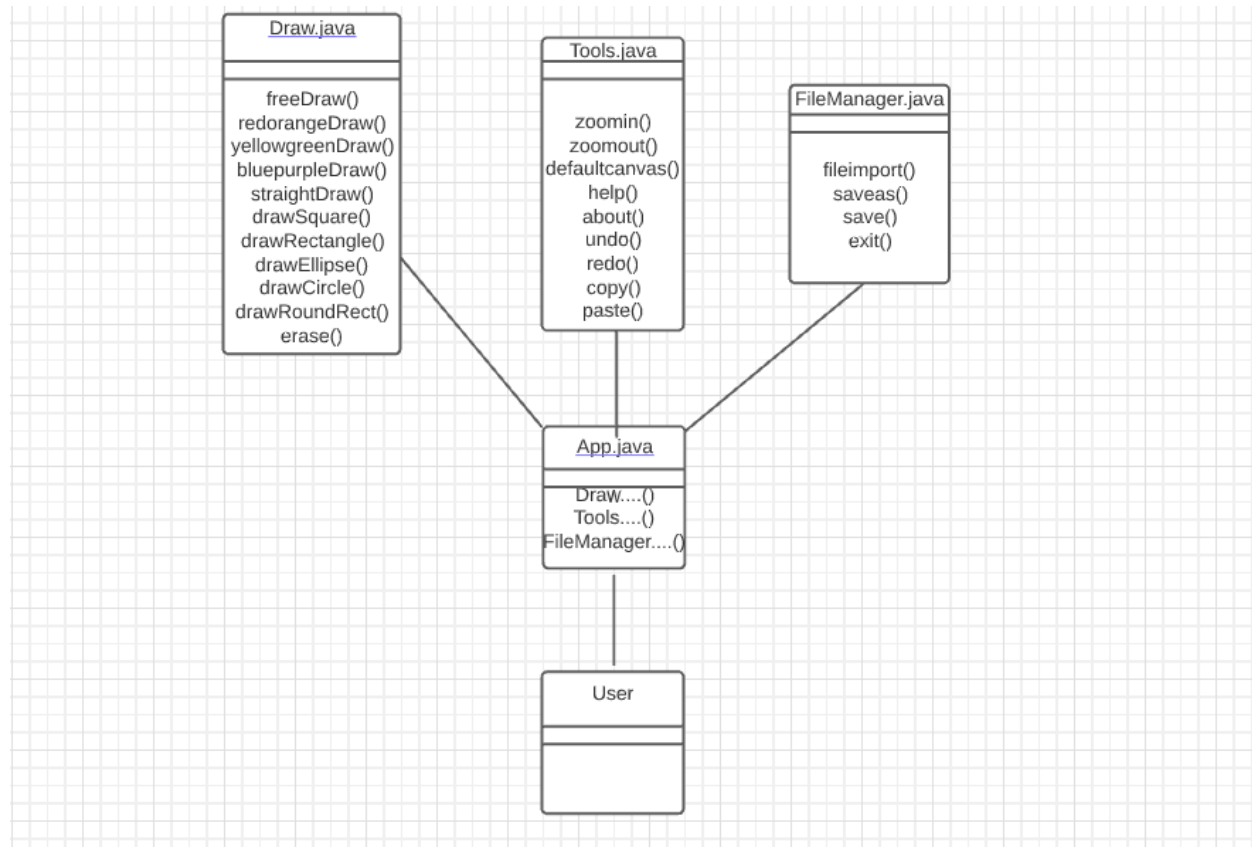 Draw.java
freeDraw()
redorangeDraw()
yellowgreenDraw()
bluepurpleDraw()
straightDraw()
drawSquare()
drawRectangle()
drawEllipse()
drawCircle()
drawRoundRect()
erase()
Tools.java
zoomin()
zoomout()
defaultcanvas()
help()
about()
undo()
redo()
copy()
paste()
FileManager.java
fileimport()
saveas()
save()
exit()
App.java
Draw....()
Tools....()
FileManager....()
User